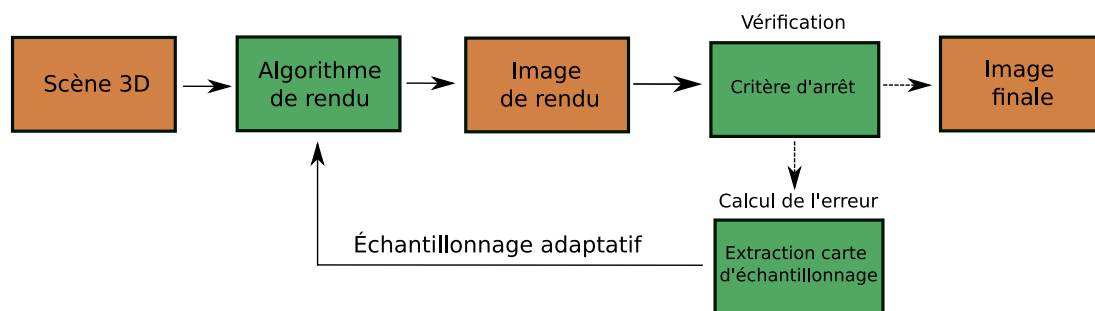 Vérification
Scène 3D
Algorithme
de rendu
Image
de rendu
Critère d'arrêt
Image
finale
Calcul de l'erreur
Échantillonnage adaptatif
Extraction carte
d'échantillonnage